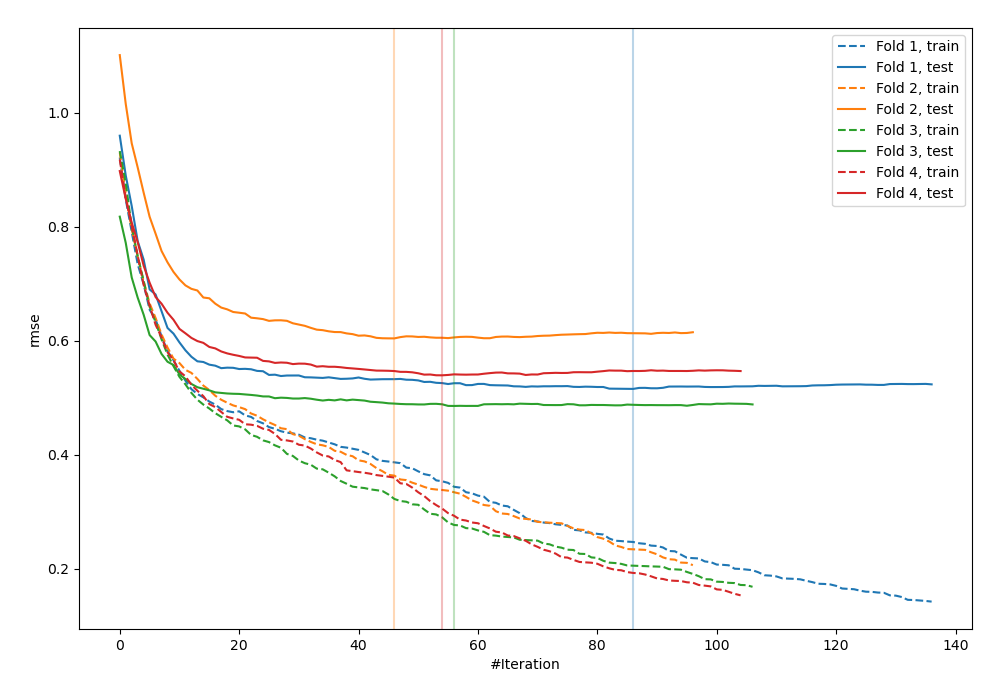 1.0
0.8
0.6
0.4
0.2
rmse
0
20
40
60
80
100
120
140
#Iteration
Fold 1, train
Fold 1, test
Fold 2, train
Fold 2, test
Fold 3, train
Fold 3, test
Fold 4, train
Fold 4, test